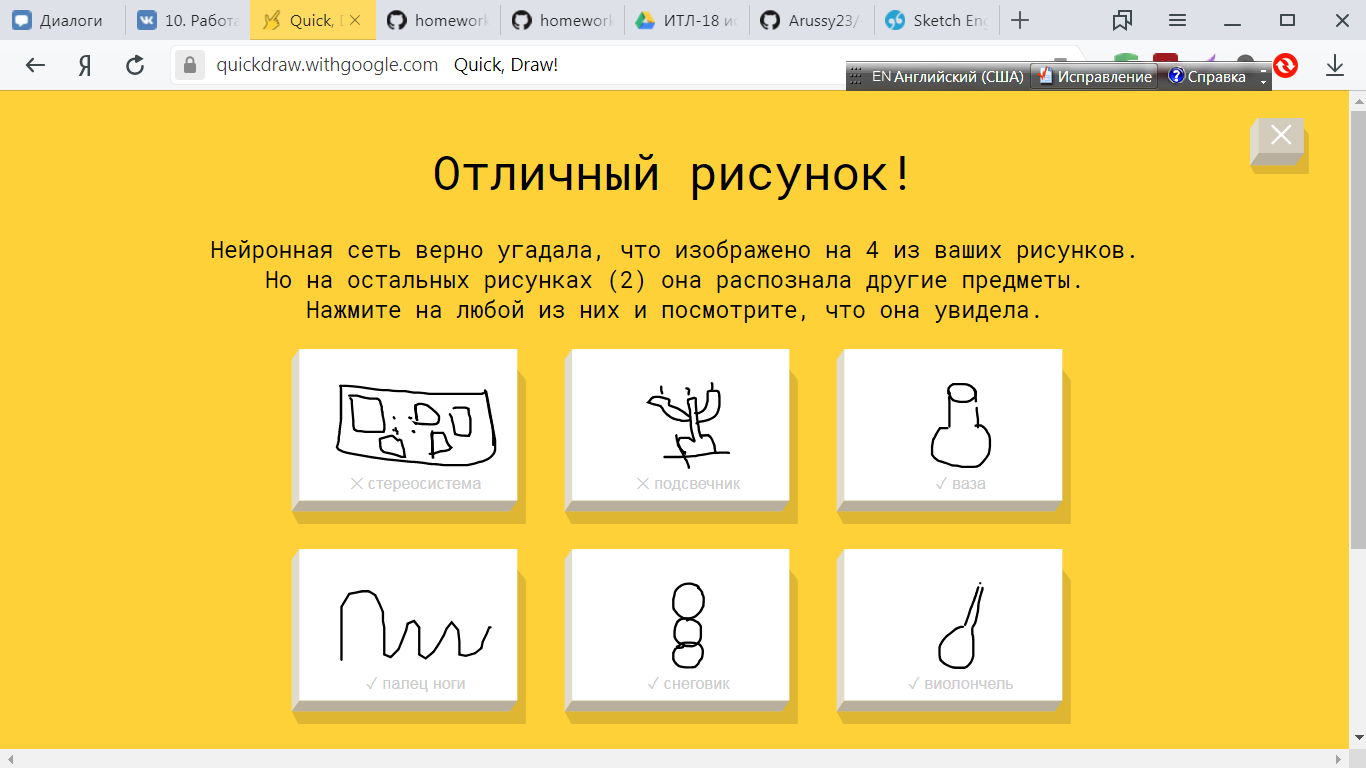 Диалоги
10. Работа
Quick, D
homework
homework
ИТЛ-18 ис
Arussy23/
Sketch Eng
Я
quickdraw.withgoogle.com Quick, Draw!
EN Английский (США) Исправление Справка
Отличный рисунок!
Нейронная сеть верно угадала, что изображено на 4 из ваших рисунков.
Но на остальных рисунках (2) она распознала другие предметы.
Нажмите на любой из них и посмотрите, что она увидела.
стереосистема
подсвечник
ваза
палец ноги
снеговик
виолончель